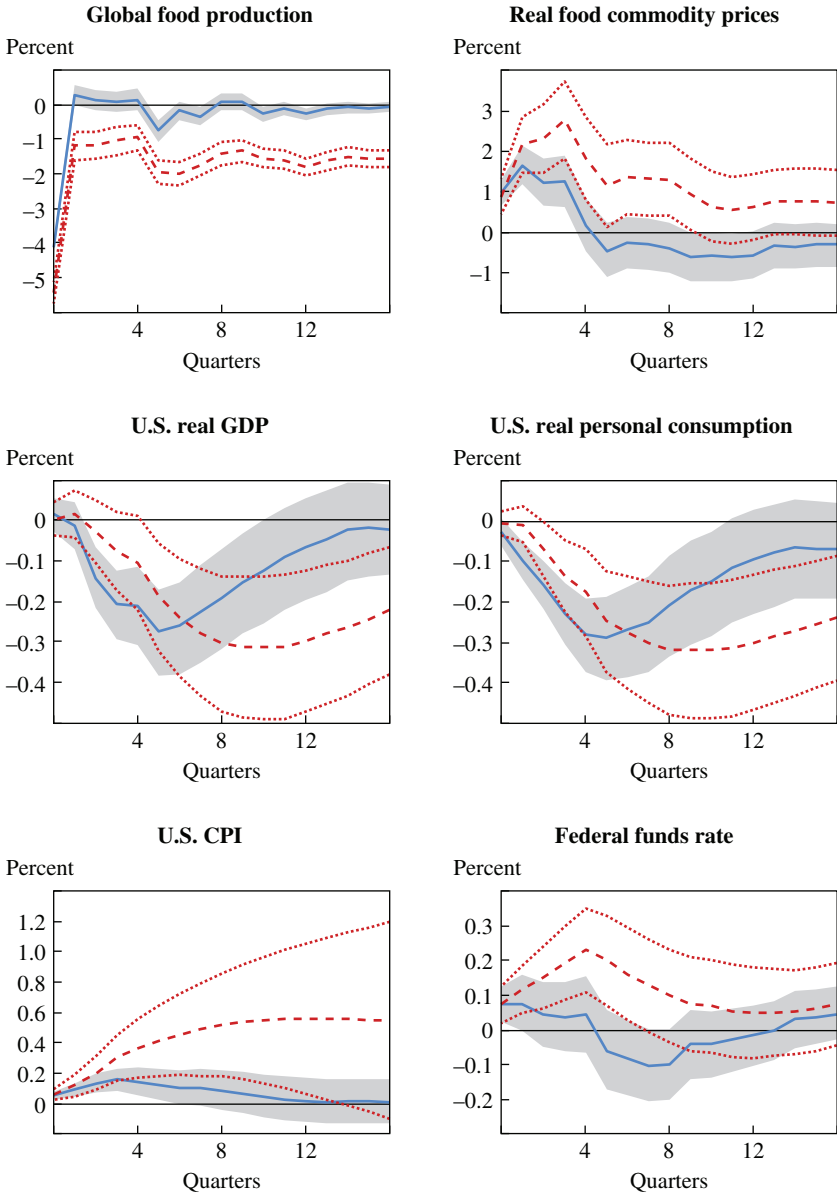 Global food production
Percent
0
−1
−2
−3
−4
−5
4
8
12
Quarters
Real food commodity prices
Percent
3
2
1
0
−1
4
8
12
Quarters
U.S. real GDP
Percent
0
−0.1
−0.2
−0.3
−0.4
4
8
12
Quarters
U.S. real personal consumption
Percent
0
−0.1
−0.2
−0.3
−0.4
4
8
12
Quarters
U.S. CPI
Percent
1.2
1.0
0.8
0.6
0.4
0.2
0
4
8
12
Quarters
Federal funds rate
Percent
0.3
0.2
0.1
0
−0.1
−0.2
4
8
12
Quarters